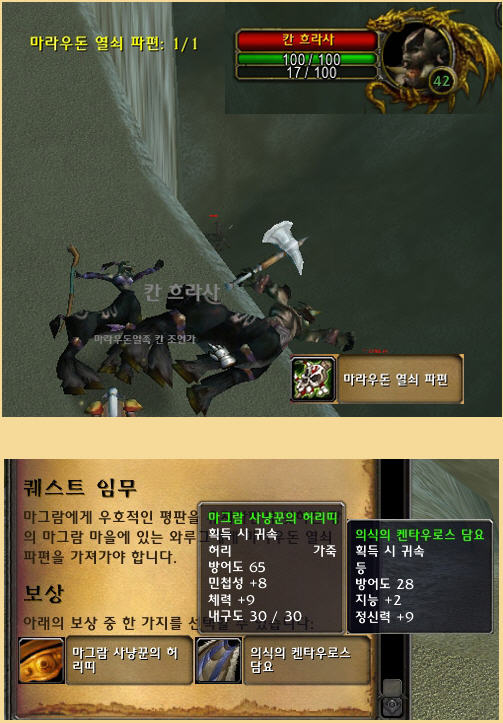 마라우돈 열쇠 파편: 1/1
칸 흐라사
100 / 100
17 / 100
42
칸 흐라사
마라우돈일족 칸 조언가
마라우돈 열쇠 파편
퀘스트 임무
마그람에게 우호적인 평판을
의 마그람 마을에 있는 와루그 열쇠
파편을 가져가야 합니다.
보상
아래의 보상 중 한 가지를 선택
마그람 사냥꾼의 허리띠
획득 시 귀속
허리 가죽
방어도 65
민첩성 +8
체력 +9
내구도 30 / 30
의식의 켄타우로스 담요
획득 시 귀속
등
방어도 28
지능 +2
정신력 +9
마그람 사냥꾼의 허
리띠
의식의 켄타우로스
담요